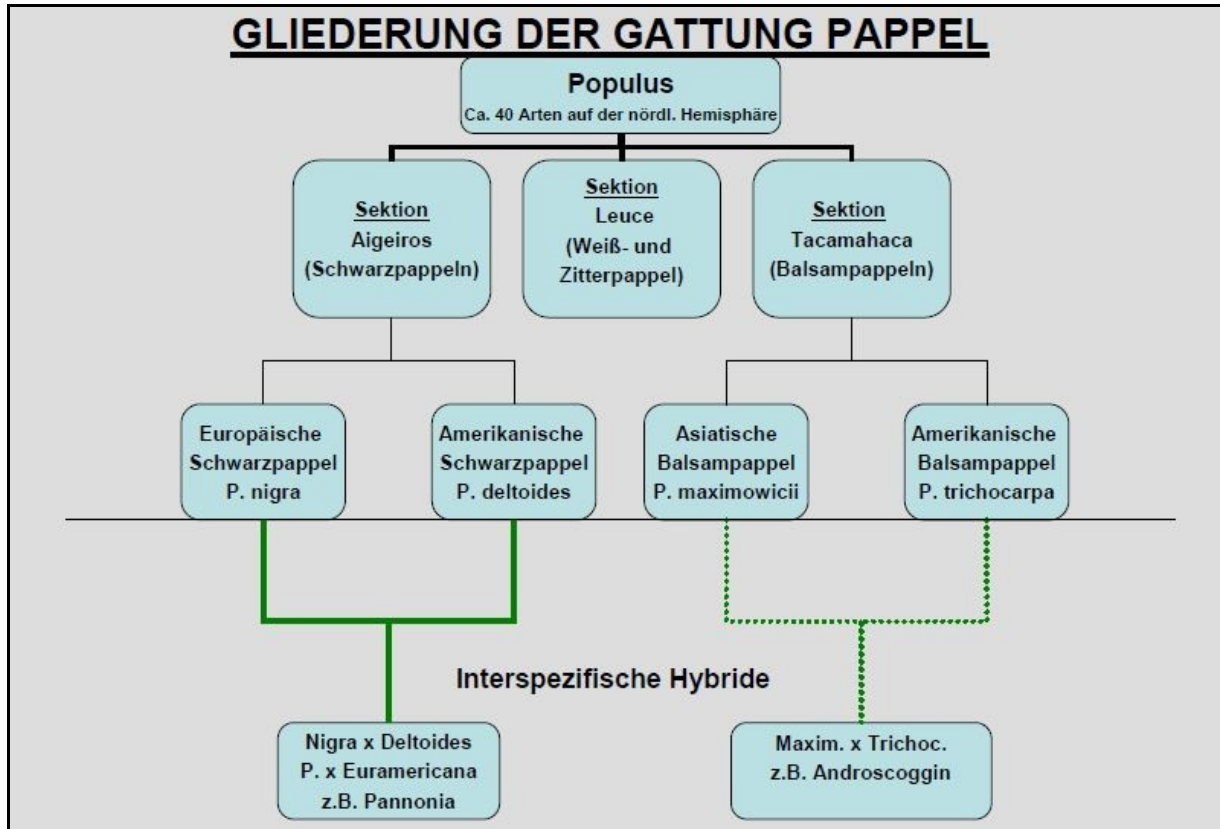 GLIEDERUNG DER GATTUNG PAPPEL
Populus
Ca. 40 Arten auf der nördl. Hemisphäre
Sektion
Aigeiros
(Schwarzpappeln)
Sektion
Leuce
(Weiß- und
Zitterpappel)
Sektion
Tacamahaca
(Balsampappeln)
Europäische
Schwarzpappel
P. nigra
Amerikanische
Schwarzpappel
P. deltoides
Asiatische
Balsampappel
P. maximowicii
Amerikanische
Balsampappel
P. trichocarpa
Interspezifische Hybride
Nigra x Deltoides
P. x Euramericana
z.B. Pannonia
Maxim. x Trichoc.
z.B. Androscoggin